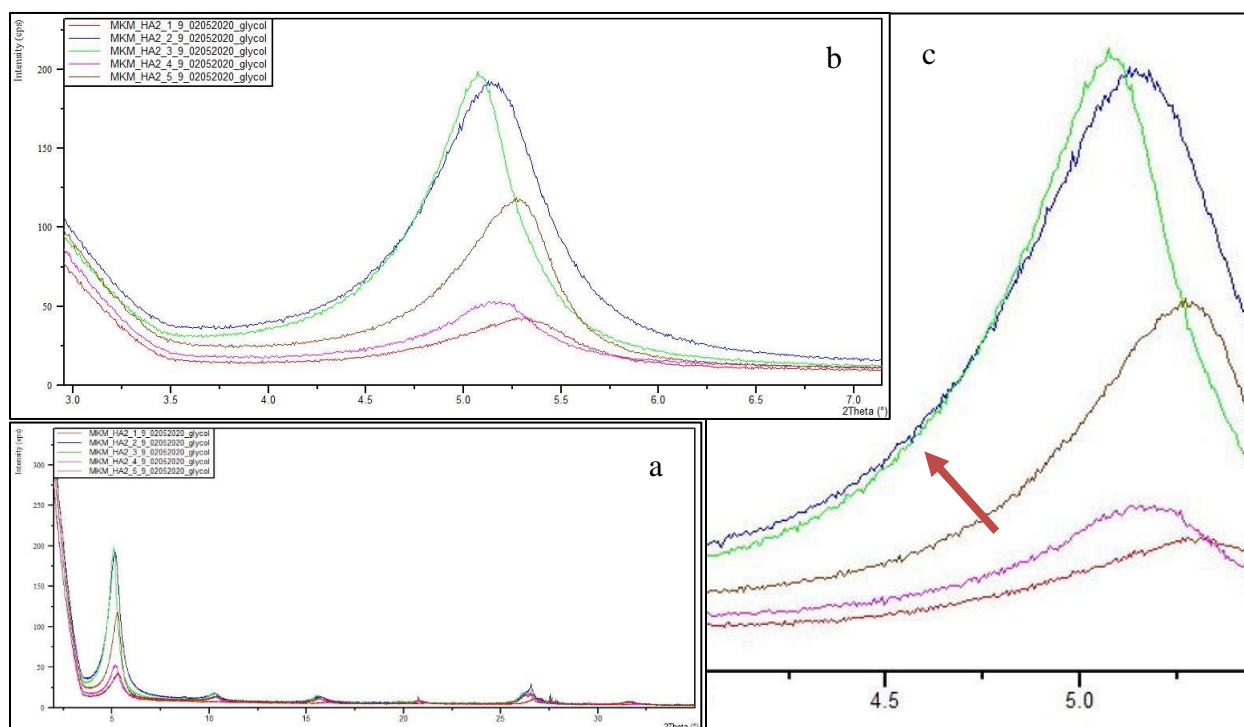 MKM_HA2_1_9_02052020_glycol
MKM_HA2_2_9_02052020_glycol
MKM_HA2_3_9_02052020_glycol
MKM_HA2_4_9_02052020_glycol
MKM_HA2_5_9_02052020_glycol
Intensity (cps)
b
200
150
100
50
0
3.0 3.5 4.0 4.5 5.0 5.5 6.0 6.5 7.0
2Theta (°)
c
4.5 5.0
MKM_HA2_1_9_02052020_glycol
MKM_HA2_2_9_02052020_glycol
MKM_HA2_3_9_02052020_glycol
MKM_HA2_4_9_02052020_glycol
MKM_HA2_5_9_02052020_glycol
Intensity (cps)
a
300
250
200
150
100
50
0
5 10 15 20 25 30
2Theta (°)